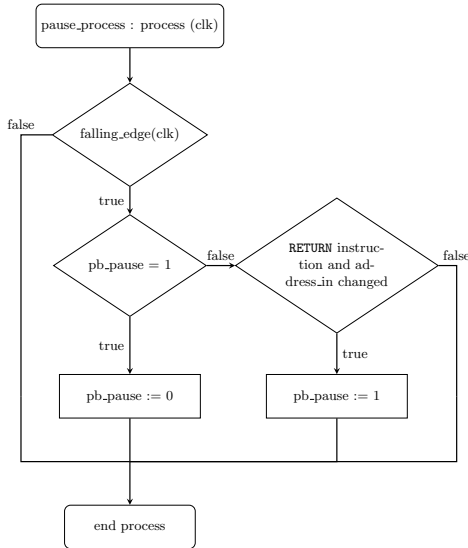 pause_process : process (clk)
false
falling_edge(clk)
true
pb_pause = 1
false
RETURN instruc-
tion and ad-
dress_in changed
false
true
true
pb_pause := 0
pb_pause := 1
end process